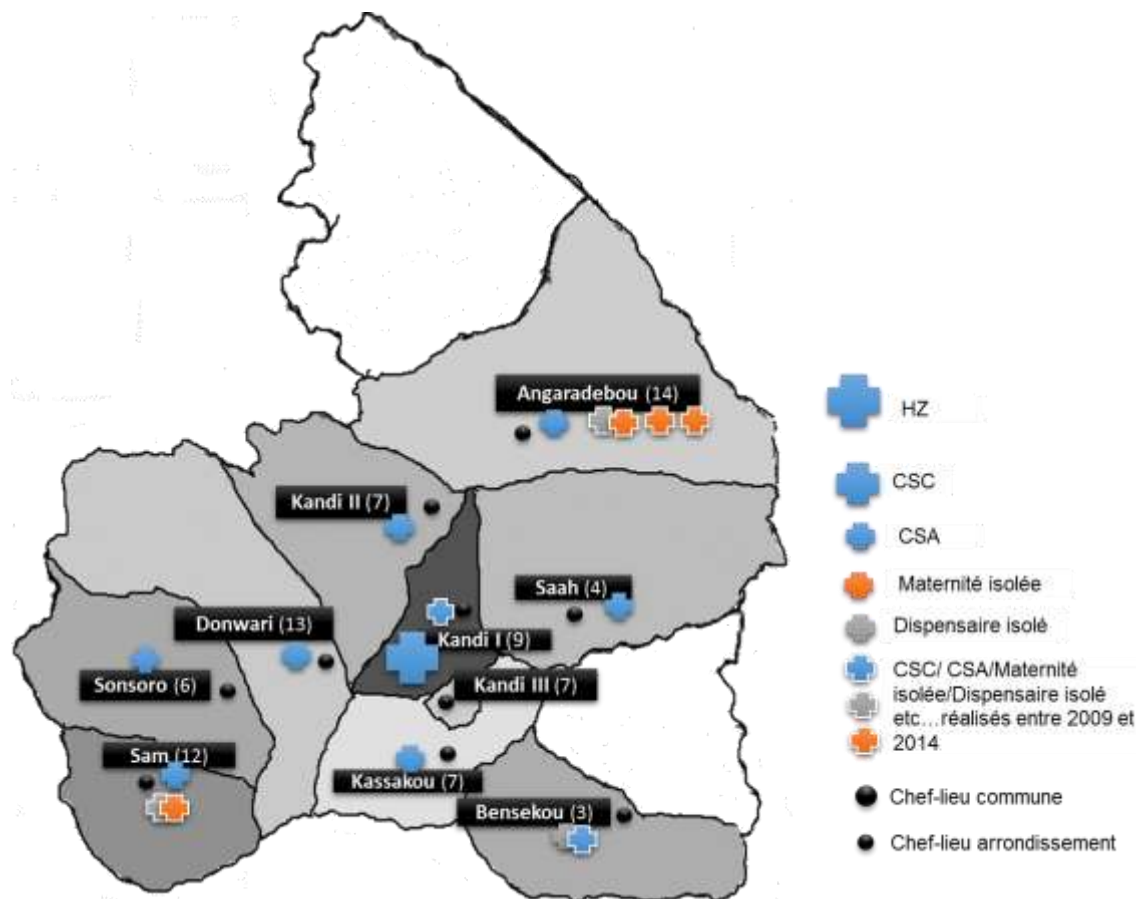 Angaradebou (14)
Kandi II (7)
Saah (4)
Donwari (13)
Kandi I (9)
Sonsoro (6)
Kandi III (7)
Sam (12)
Kassakou (7)
Bensekou (3)
HZ
CSC
CSA
Maternité isolée
Dispensaire isolé
CSC/ CSA/Maternité
isolée/Dispensaire isolé
etc...réalisés entre 2009 et
2014
Chef-lieu commune
Chef-lieu arrondissement